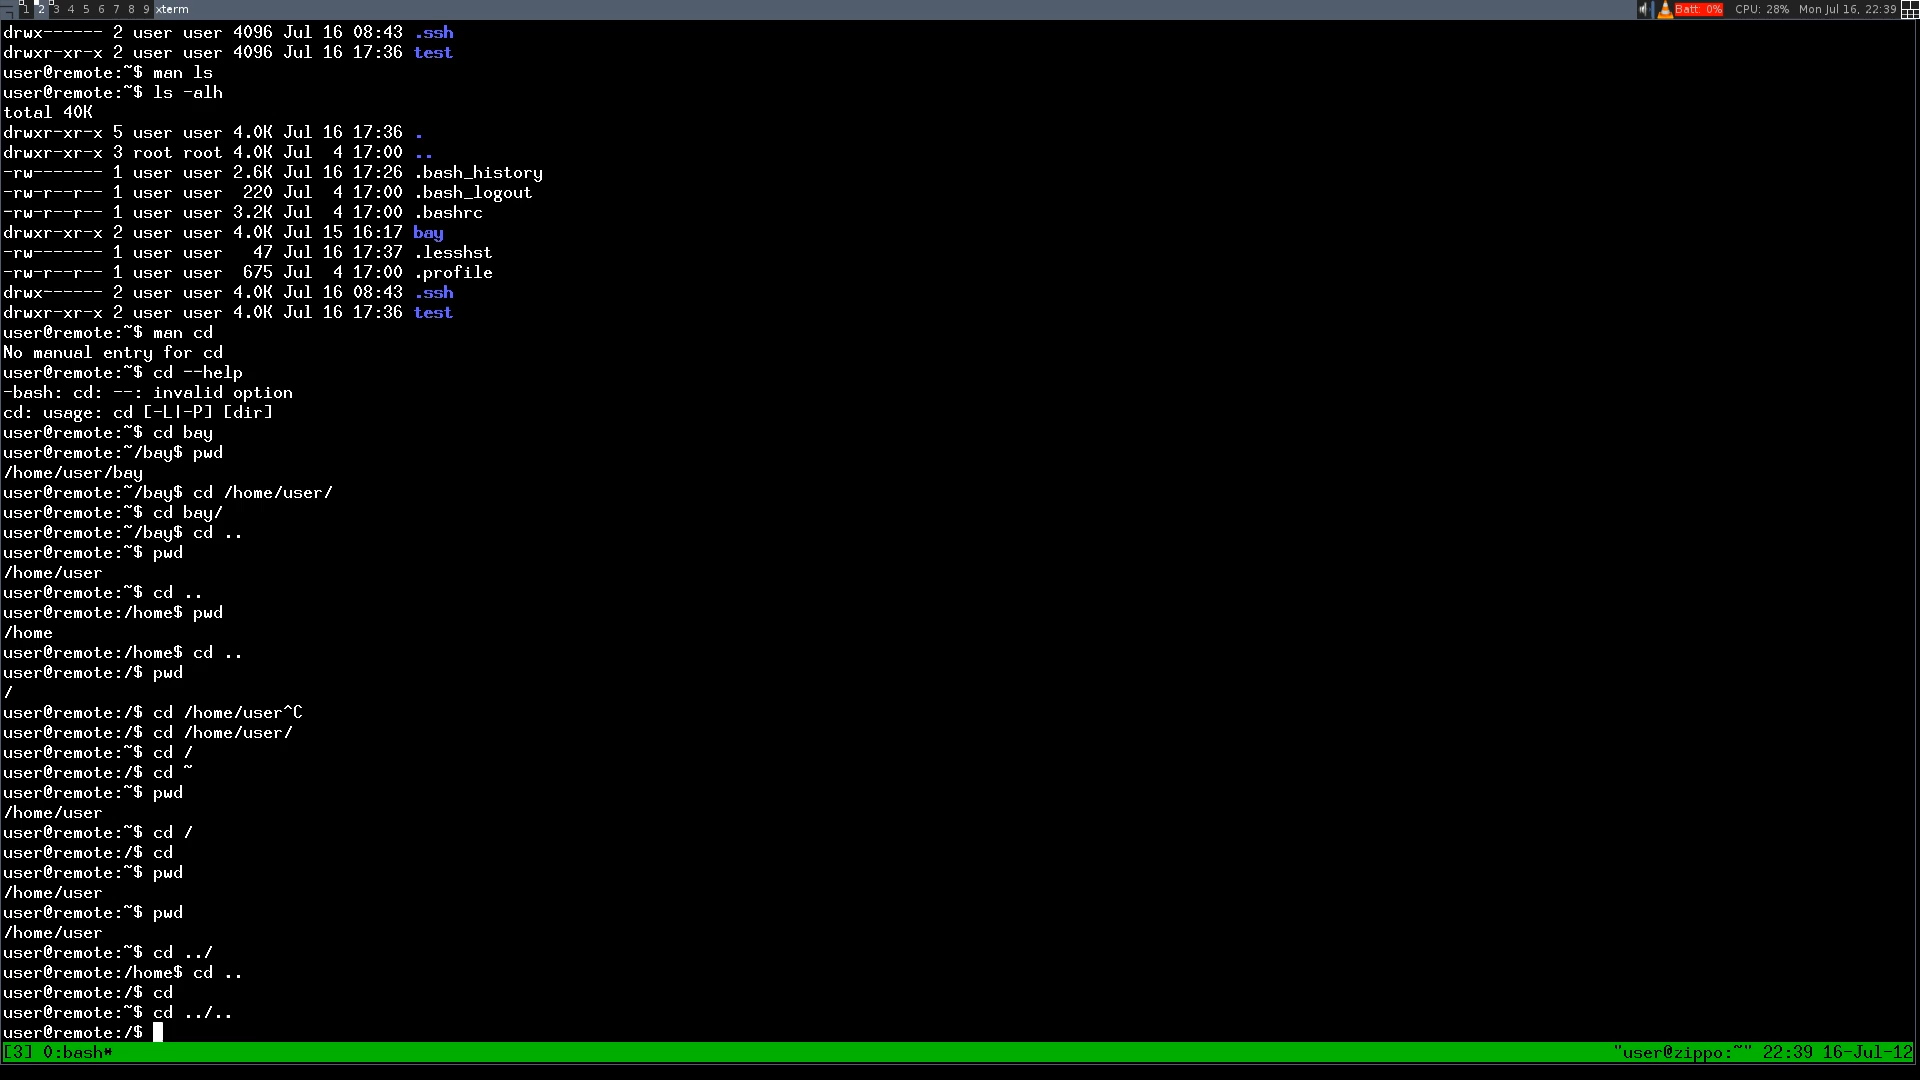 1 2 3 4 5 6 7 8 9 xterm Batt: 0% CPU: 28% Mon Jul 16, 22:39
drwx------ 2 user user 4096 Jul 16 08:43 .ssh
drwxr-xr-x 2 user user 4096 Jul 16 17:36 test
user@remote:~$ man ls
user@remote:~$ ls -alh
total 40K
drwxr-xr-x 5 user user 4.0K Jul 16 17:36 .
drwxr-xr-x 3 root root 4.0K Jul  4 17:00 ..
-rw------- 1 user user 2.6K Jul 16 17:26 .bash_history
-rw-r--r-- 1 user user  220 Jul  4 17:00 .bash_logout
-rw-r--r-- 1 user user 3.2K Jul  4 17:00 .bashrc
drwxr-xr-x 2 user user 4.0K Jul 15 16:17 bay
-rw------- 1 user user   47 Jul 16 17:37 .lesshst
-rw-r--r-- 1 user user  675 Jul  4 17:00 .profile
drwx------ 2 user user 4.0K Jul 16 08:43 .ssh
drwxr-xr-x 2 user user 4.0K Jul 16 17:36 test
user@remote:~$ man cd
No manual entry for cd
user@remote:~$ cd --help
-bash: cd: --: invalid option
cd: usage: cd [-L|-P] [dir]
user@remote:~$ cd bay
user@remote:~/bay$ pwd
/home/user/bay
user@remote:~/bay$ cd /home/user/
user@remote:~$ cd bay/
user@remote:~/bay$ cd ..
user@remote:~$ pwd
/home/user
user@remote:~$ cd ..
user@remote:/home$ pwd
/home
user@remote:/home$ cd ..
user@remote:/$ pwd
/
user@remote:/$ cd /home/user^C
user@remote:/$ cd /home/user/
user@remote:~$ cd /
user@remote:/$ cd ~
user@remote:~$ pwd
/home/user
user@remote:~$ cd /
user@remote:/$ cd
user@remote:~$ pwd
/home/user
user@remote:~$ pwd
/home/user
user@remote:~$ cd ../
user@remote:/home$ cd ..
user@remote:/$ cd
user@remote:~$ cd ../..
user@remote:/$
[3] 0:bash* "user@zippo:~" 22:39 16-Jul-12